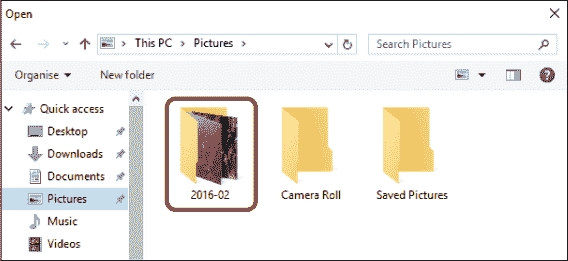 Open
This PC > Pictures >
Search Pictures
Organise
New folder
Quick access
Desktop
Downloads
Documents
Pictures
Music
Videos
2016-02
Camera Roll
Saved Pictures